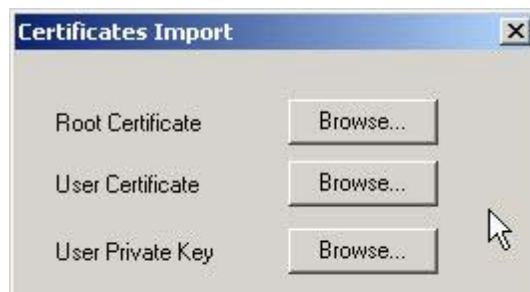 Certificates Import
Root Certificate Browse...
User Certificate Browse...
User Private Key Browse...